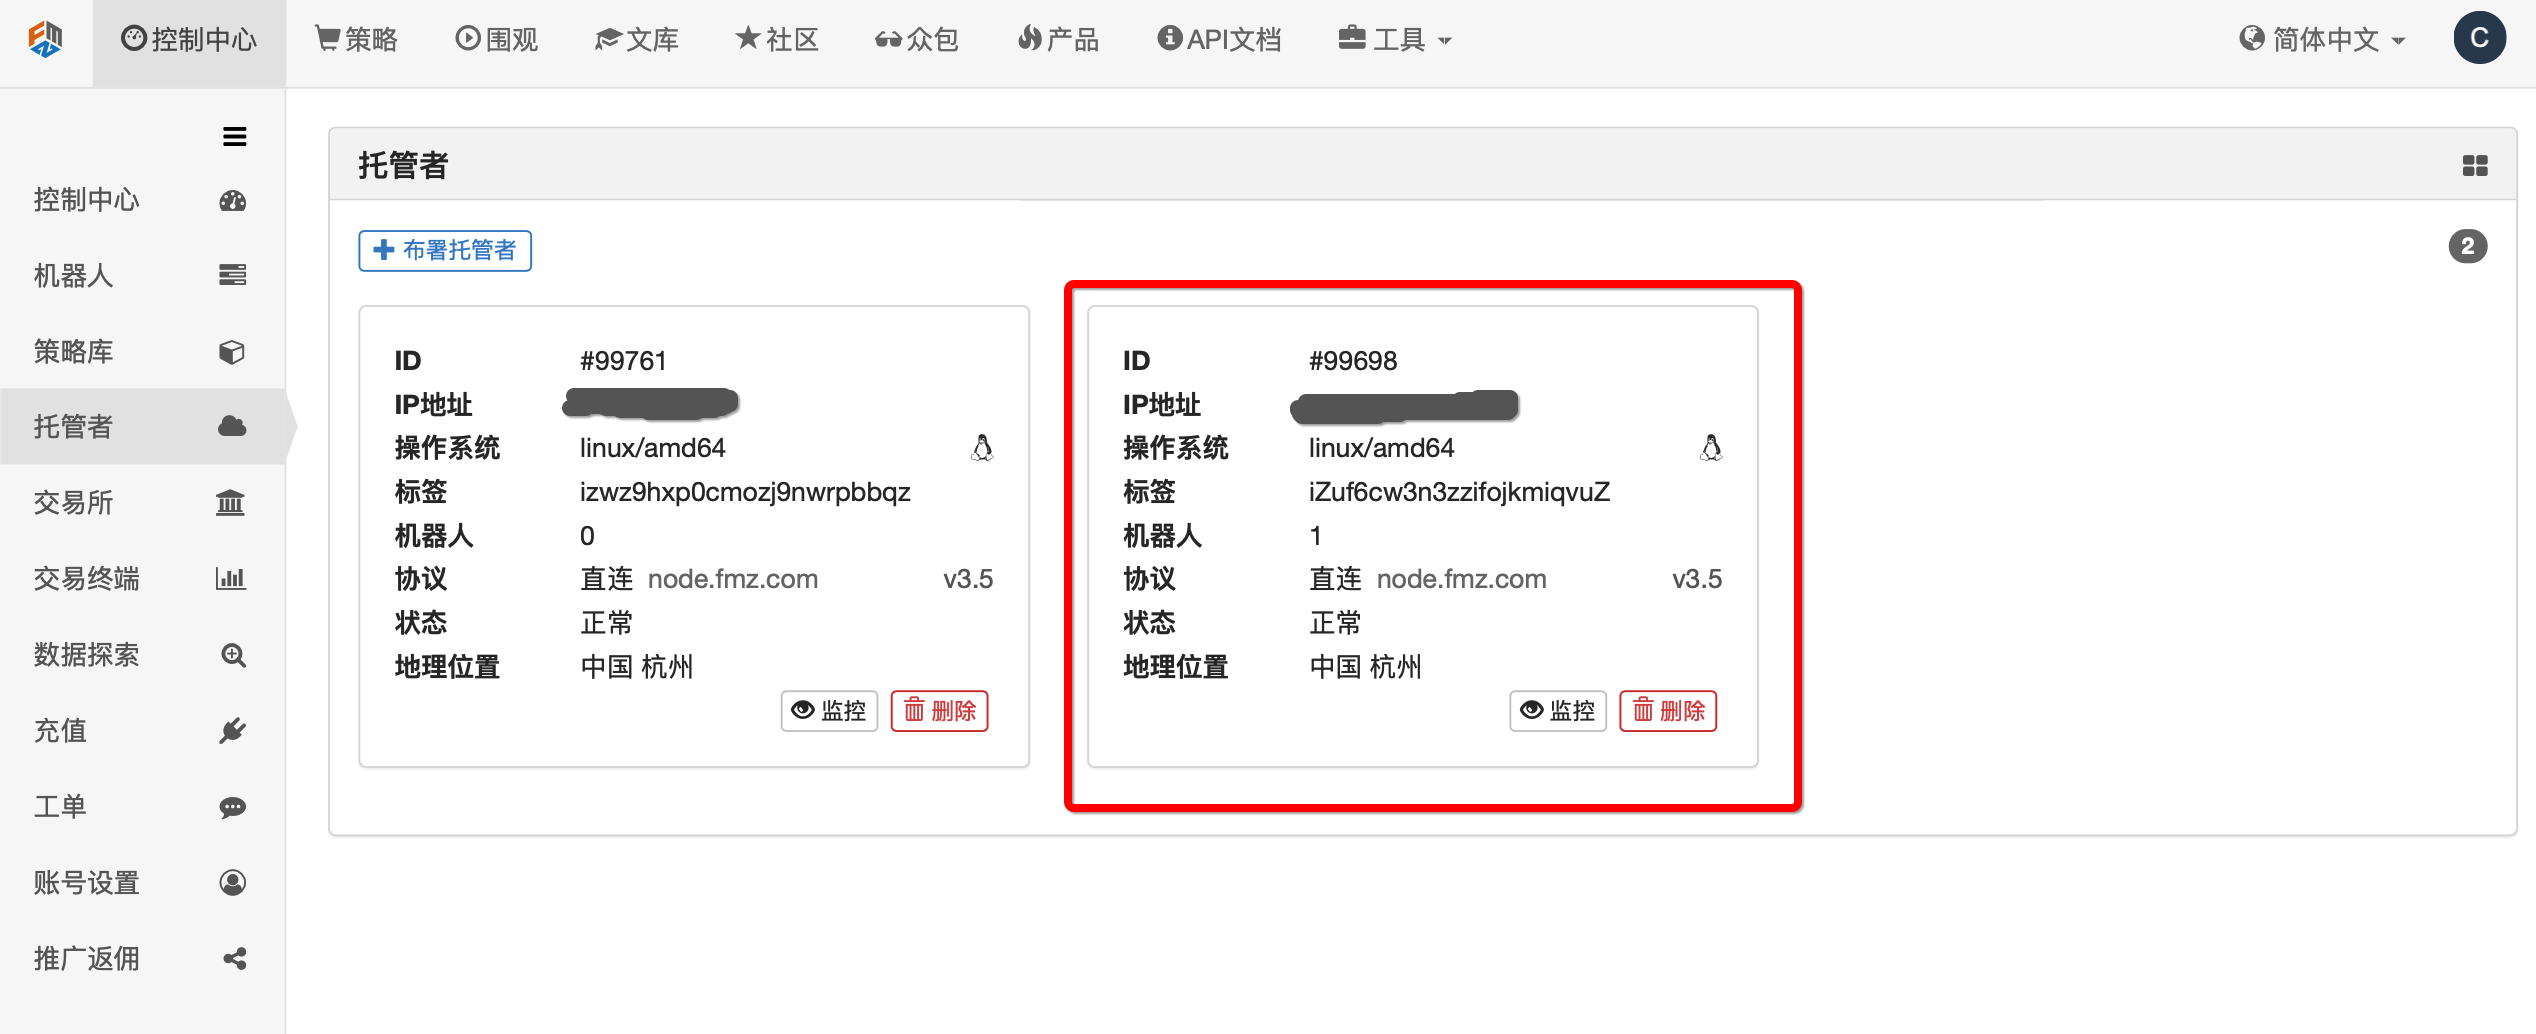 FMZ
控制中心 策略 围观 文库 社区 众包 产品 API文档 工具 简体中文 C
控制中心
机器人
策略库
托管者
交易所
交易终端
数据探索
充值
工单
账号设置
推广返佣
托管者
布署托管者 2
ID #99761
IP地址
操作系统 linux/amd64
标签 izwz9hxp0cmozj9nwrpbbqz
机器人 0
协议 直连 node.fmz.com v3.5
状态 正常
地理位置 中国 杭州
监控 删除
ID #99698
IP地址
操作系统 linux/amd64
标签 iZuf6cw3n3zzifojkmiqvuZ
机器人 1
协议 直连 node.fmz.com v3.5
状态 正常
地理位置 中国 杭州
监控 删除